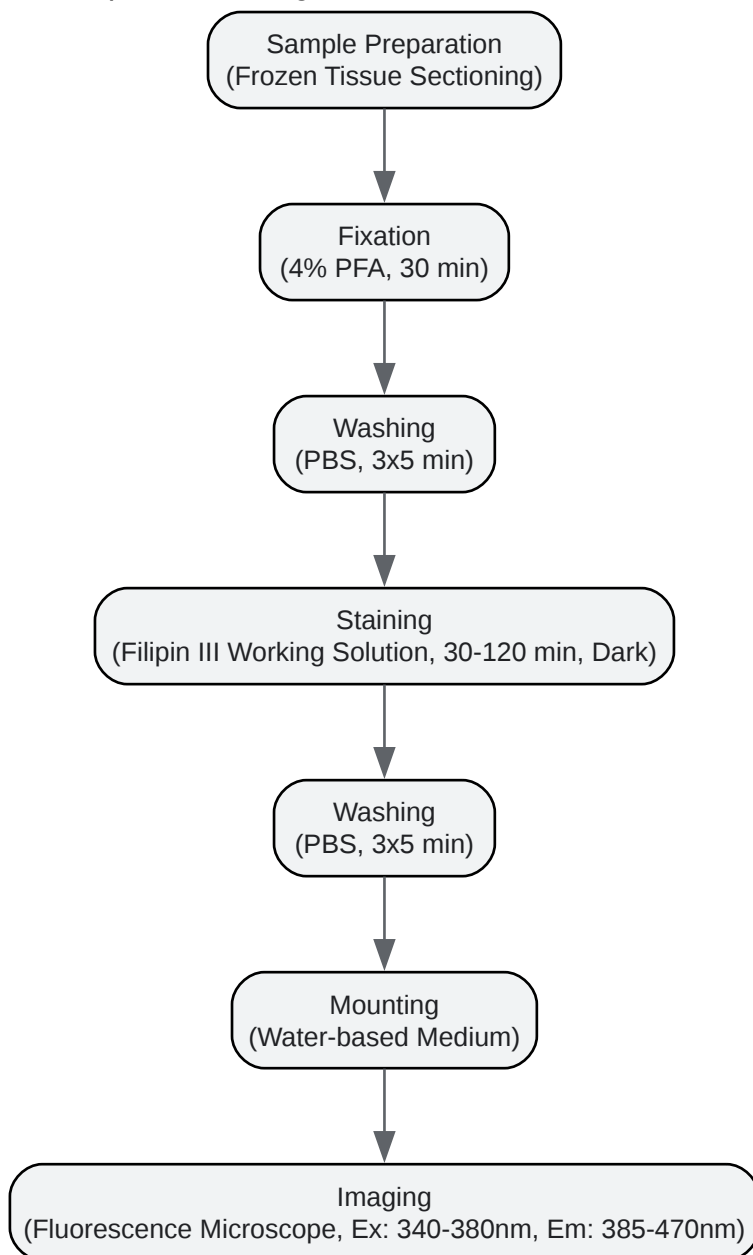 Sample Preparation
(Frozen Tissue Sectioning)
Fixation
(4% PFA, 30 min)
Washing
(PBS, 3x5 min)
Staining
(Filipin III Working Solution, 30-120 min, Dark)
Washing
(PBS, 3x5 min)
Mounting
(Water-based Medium)
Imaging
(Fluorescence Microscope, Ex: 340-380nm, Em: 385-470nm)